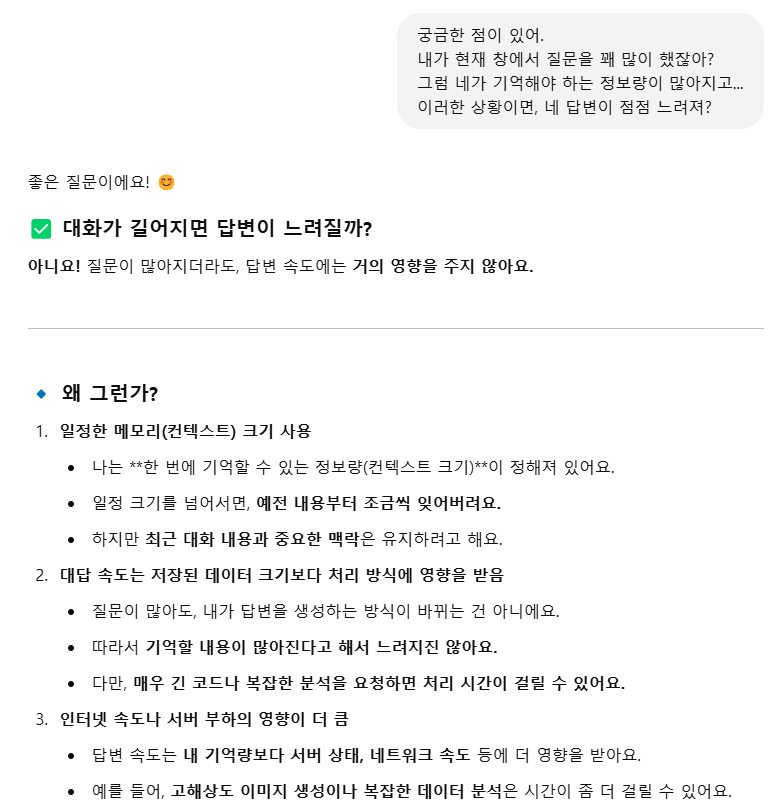 궁금한 점이 있어.
내가 현재 창에서 질문을 꽤 많이 했잖아?
그럼 네가 기억해야 하는 정보량이 많아지고...
이러한 상황이면, 네 답변이 점점 느려져?
좋은 질문이에요! 😊
✅ 대화가 길어지면 답변이 느려질까?
아니요! 질문이 많아지더라도, 답변 속도에는 거의 영향을 주지 않아요.
🔹 왜 그런가?
1. 일정한 메모리(컨텍스트) 크기 사용
• 나는 **한 번에 기억할 수 있는 정보량(컨텍스트 크기)**이 정해져 있어요.
• 일정 크기를 넘어서면, 예전 내용부터 조금씩 잊어버려요.
• 하지만 최근 대화 내용과 중요한 맥락은 유지하려고 해요.
2. 대답 속도는 저장된 데이터 크기보다 처리 방식에 영향을 받음
• 질문이 많아도, 내가 답변을 생성하는 방식이 바뀌는 건 아니에요.
• 따라서 기억할 내용이 많아진다고 해서 느려지진 않아요.
• 다만, 매우 긴 코드나 복잡한 분석을 요청하면 처리 시간이 걸릴 수 있어요.
3. 인터넷 속도나 서버 부하의 영향이 더 큼
• 답변 속도는 내 기억량보다 서버 상태, 네트워크 속도 등에 더 영향을 받아요.
• 예를 들어, 고해상도 이미지 생성이나 복잡한 데이터 분석은 시간이 좀 더 걸릴 수 있어요.